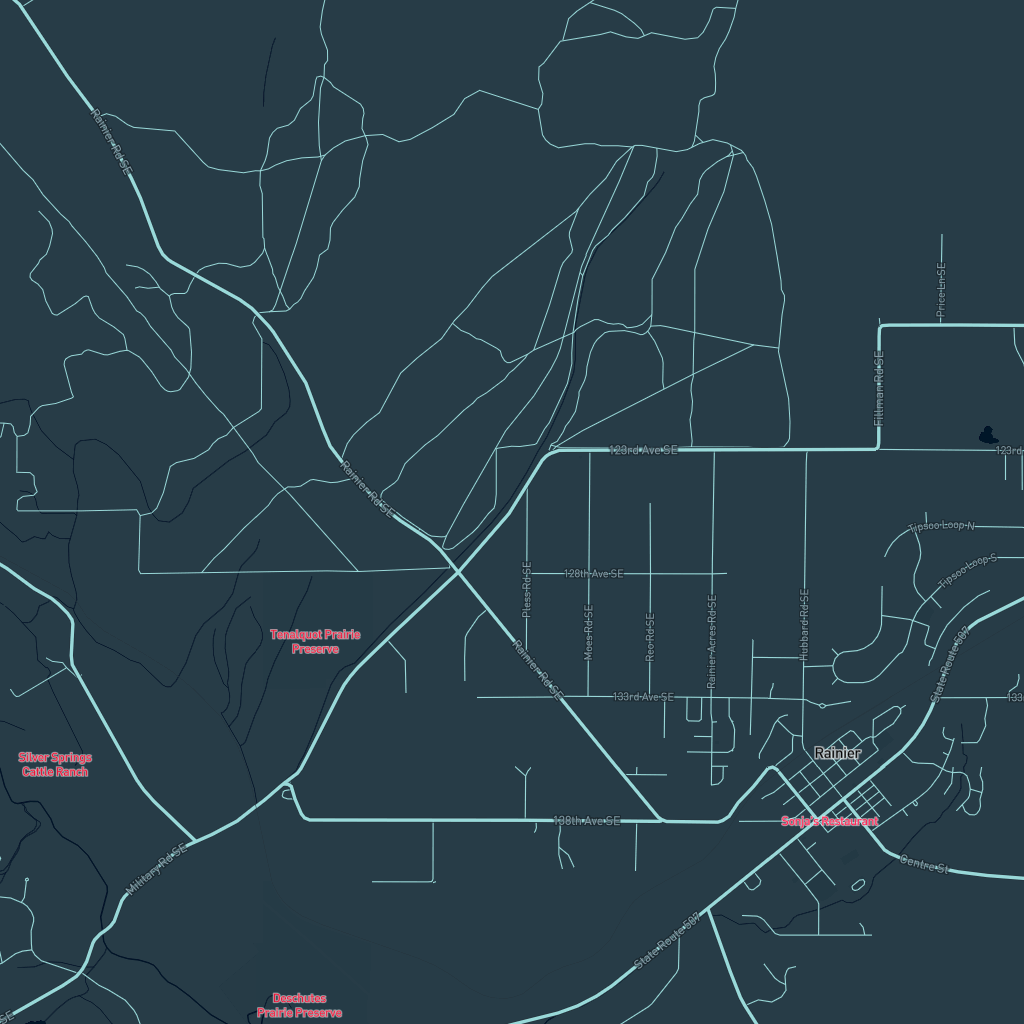 Rainier Rd SE
Price Ln SE
Fillman Rd SE
123rd Ave SE
123rd
Rainier Rd SE
Tipsoo Loop N
Tipsoo Loop S
128th Ave SE
Pless Rd SE
Moes Rd SE
Reo Rd SE
Rainier Acres Rd SE
Hubbard Rd SE
Tenalquot Prairie
Preserve
Rainier Rd SE
State Route 507
133rd Ave SE
133
Silver Springs
Cattle Ranch
Rainier
138th Ave SE
Sonja's Restaurant
Military Rd SE
Centre St
State Route 507
Deschutes
Prairie Preserve
SE